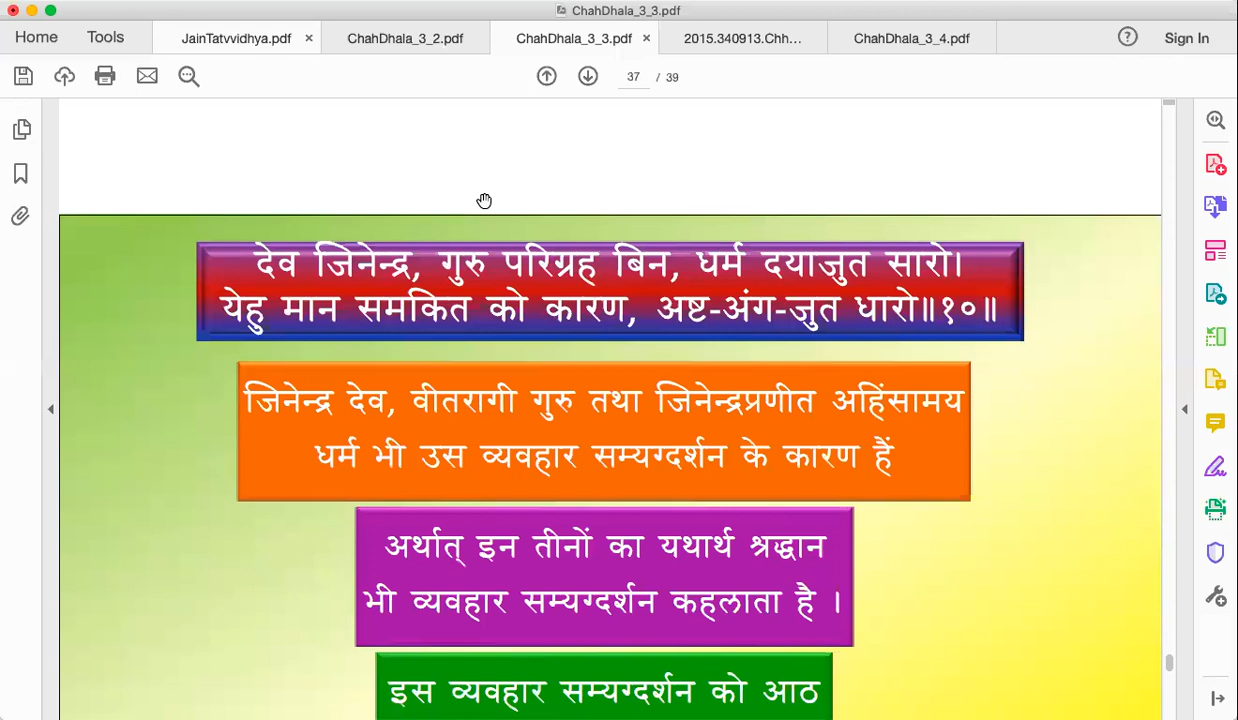 ChahDhala_3_3.pdf
Home Tools JainTatvvidhya.pdf × ChahDhala_3_2.pdf ChahDhala_3_3.pdf × 2015.340913.Chh... ChahDhala_3_4.pdf ? Sign In
37 / 39
देव जिनेन्द्र, गुरु परिग्रह बिन, धर्म दयाजुत सारो।
येहु मान समकित को कारण, अष्ट-अंग-जुत धारो॥१०॥
जिनेन्द्र देव, वीतरागी गुरु तथा जिनेन्द्रप्रणीत अहिंसामय
धर्म भी उस व्यवहार सम्यग्दर्शन के कारण हैं
अर्थात् इन तीनों का यथार्थ श्रद्धान
भी व्यवहार सम्यग्दर्शन कहलाता है ।
इस व्यवहार सम्यग्दर्शन को आठ